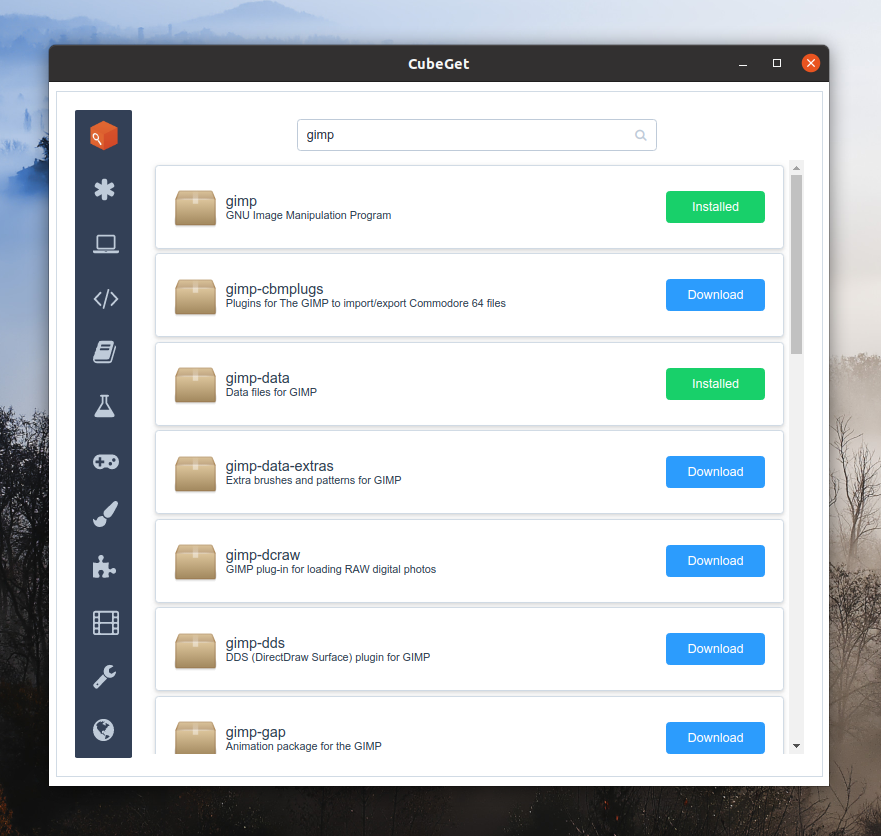 CubeGet
gimp
gimp
GNU Image Manipulation Program
Installed
gimp-cbmplugs
Plugins for The GIMP to import/export Commodore 64 files
Download
gimp-data
Data files for GIMP
Installed
gimp-data-extras
Extra brushes and patterns for GIMP
Download
gimp-dcraw
GIMP plug-in for loading RAW digital photos
Download
gimp-dds
DDS (DirectDraw Surface) plugin for GIMP
Download
gimp-gap
Animation package for the GIMP
Download